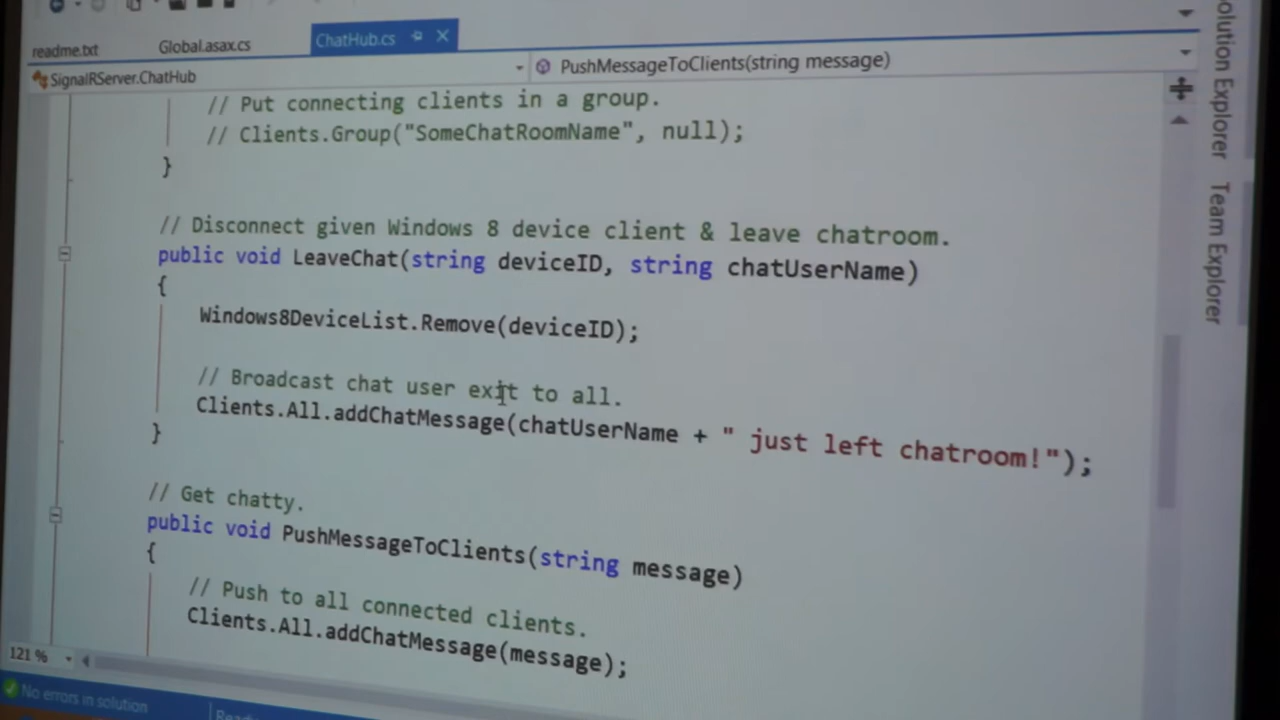 readme.txt
Global.asax.cs
ChatHub.cs
SignalRServer.ChatHub
PushMessageToClients(string message)
// Put connecting clients in a group.
// Clients.Group("SomeChatRoomName", null);
}
// Disconnect given Windows 8 device client & leave chatroom.
public void LeaveChat(string deviceID, string chatUserName)
{
Windows8DeviceList.Remove(deviceID);
// Broadcast chat user exit to all.
Clients.All.addChatMessage(chatUserName + " just left chatroom!");
}
// Get chatty.
public void PushMessageToClients(string message)
{
// Push to all connected clients.
Clients.All.addChatMessage(message);
121 %
No errors in solution
Solution Explorer
Team Explorer